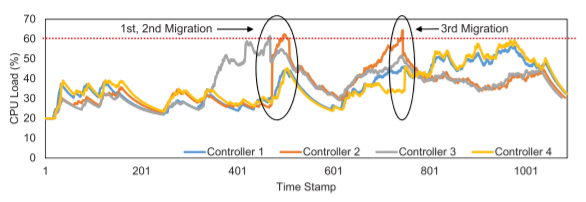 1st, 2nd Migration
3rd Migration
CPU Load (%)
70
60
50
40
30
20
10
0
Controller 1
Controller 2
Controller 3
Controller 4
1
201
401
601
801
1001
Time Stamp